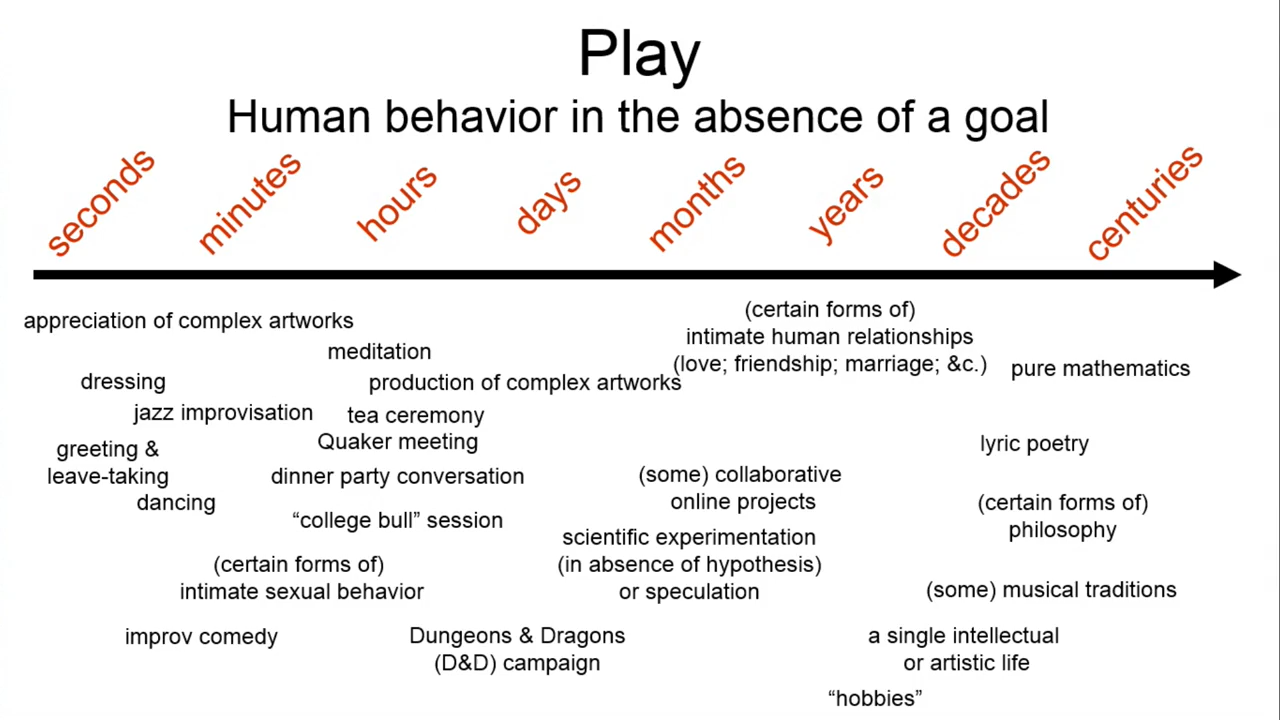 Play
Human behavior in the absence of a goal
seconds
minutes
hours
days
months
years
decades
centuries
appreciation of complex artworks
meditation
dressing
production of complex artworks
jazz improvisation
tea ceremony
greeting &
leave-taking
Quaker meeting
dinner party conversation
dancing
“college bull” session
(certain forms of)
intimate sexual behavior
improv comedy
Dungeons & Dragons
(D&D) campaign
(certain forms of)
intimate human relationships
(love; friendship; marriage; &c.)
pure mathematics
lyric poetry
(some) collaborative
online projects
(certain forms of)
philosophy
scientific experimentation
(in absence of hypothesis)
or speculation
(some) musical traditions
a single intellectual
or artistic life
“hobbies”